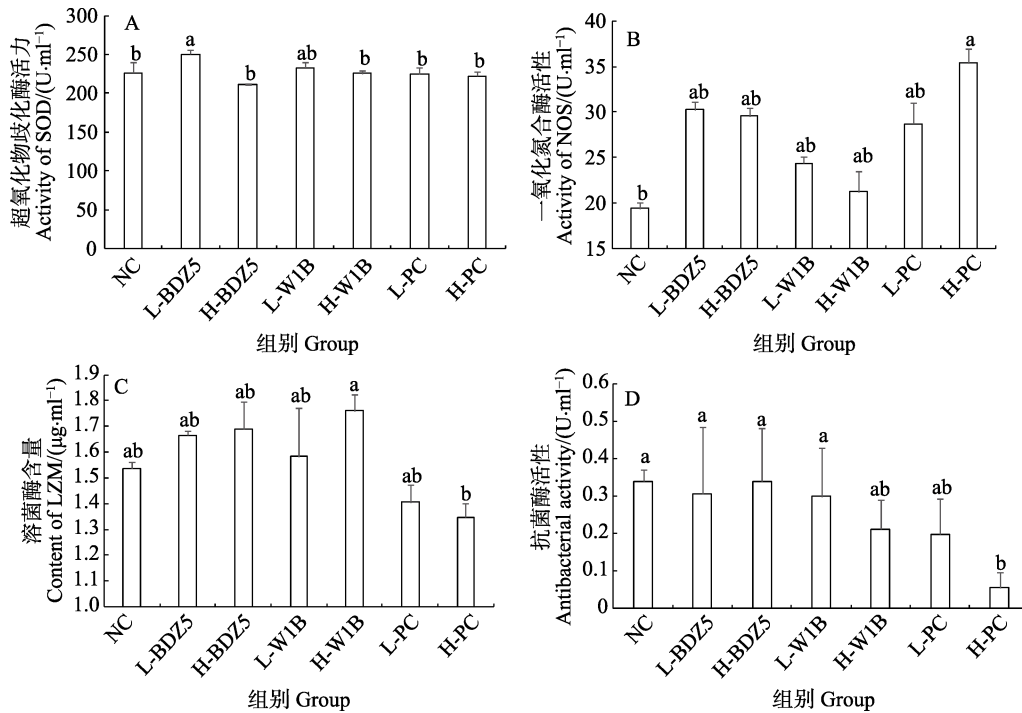 A
超氧化物歧化酶活力
Activity of SOD/(U·ml⁻¹)
300
250
200
150
100
50
0
b
a
b
ab
b
b
b
NC
L-BDZ5
H-BDZ5
L-W1B
H-W1B
L-PC
H-PC
组别 Group
B
一氧化氮合酶活性
Activity of NOS/(U·ml⁻¹)
40
35
30
25
20
15
b
ab
ab
ab
ab
ab
a
NC
L-BDZ5
H-BDZ5
L-W1B
H-W1B
L-PC
H-PC
组别 Group
C
溶菌酶含量
Content of LZM/(μg·ml⁻¹)
1.9
1.8
1.7
1.6
1.5
1.4
1.3
1.2
1.1
1.0
ab
ab
ab
ab
a
ab
b
NC
L-BDZ5
H-BDZ5
L-W1B
H-W1B
L-PC
H-PC
组别 Group
D
抗菌酶活性
Antibacterial activity/(U·ml⁻¹)
0.6
0.5
0.4
0.3
0.2
0.1
0
a
a
a
a
ab
ab
b
NC
L-BDZ5
H-BDZ5
L-W1B
H-W1B
L-PC
H-PC
组别 Group